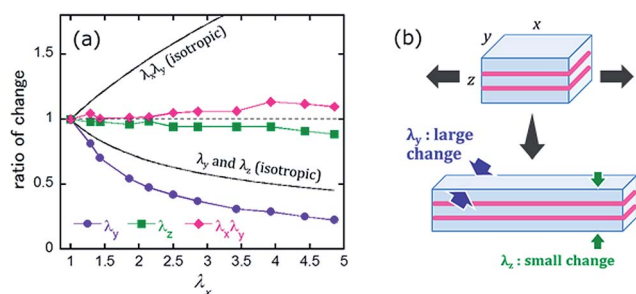 (a)
ratio of change
1.5
1
0.5
0
1 1.5 2 2.5 3 3.5 4 4.5 5
λx
λxλy (isotropic)
λy and λz (isotropic)
λy λz λxλy
(b)
y x
z
λy : large
change
λz : small change